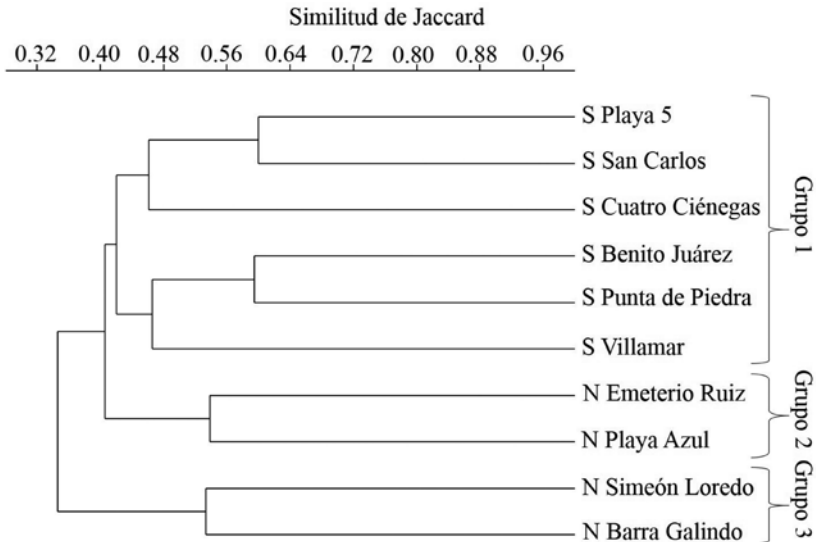 Similitud de Jaccard
0.32 0.40 0.48 0.56 0.64 0.72 0.80 0.88 0.96
S Playa 5
S San Carlos
S Cuatro Ciénegas
S Benito Juárez
S Punta de Piedra
S Villamar
Grupo 1
N Emeterio Ruiz
N Playa Azul
Grupo 2
N Simeón Loredo
N Barra Galindo
Grupo 3